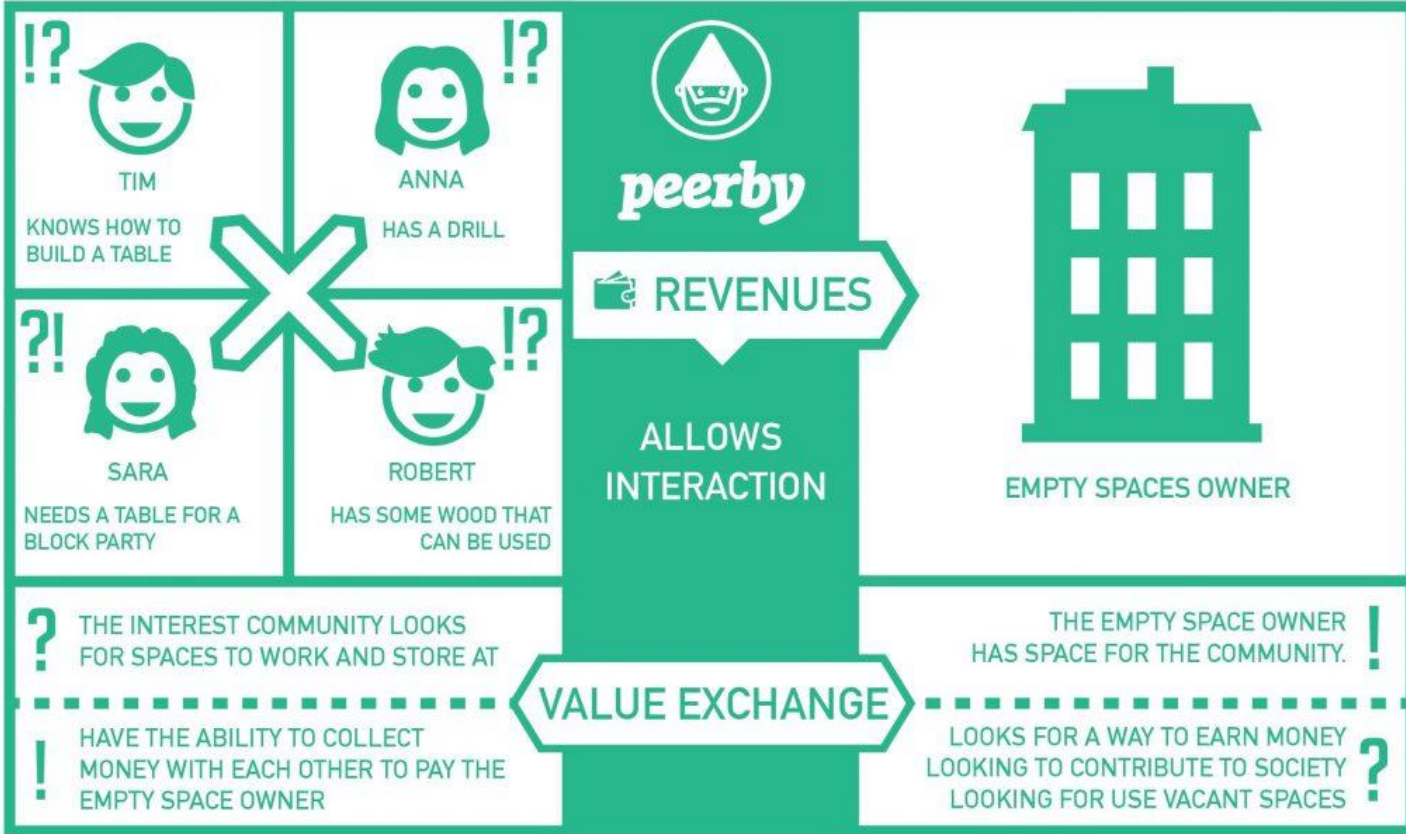 !?
TIM
KNOWS HOW TO
BUILD A TABLE
!?
ANNA
HAS A DRILL
?!
SARA
NEEDS A TABLE FOR A
BLOCK PARTY
!?
ROBERT
HAS SOME WOOD THAT
CAN BE USED
peerby
REVENUES
ALLOWS
INTERACTION
EMPTY SPACES OWNER
?
THE INTEREST COMMUNITY LOOKS
FOR SPACES TO WORK AND STORE AT
!
HAVE THE ABILITY TO COLLECT
MONEY WITH EACH OTHER TO PAY THE
EMPTY SPACE OWNER
VALUE EXCHANGE
THE EMPTY SPACE OWNER
HAS SPACE FOR THE COMMUNITY.
!
LOOKS FOR A WAY TO EARN MONEY
LOOKING TO CONTRIBUTE TO SOCIETY
LOOKING FOR USE VACANT SPACES
?